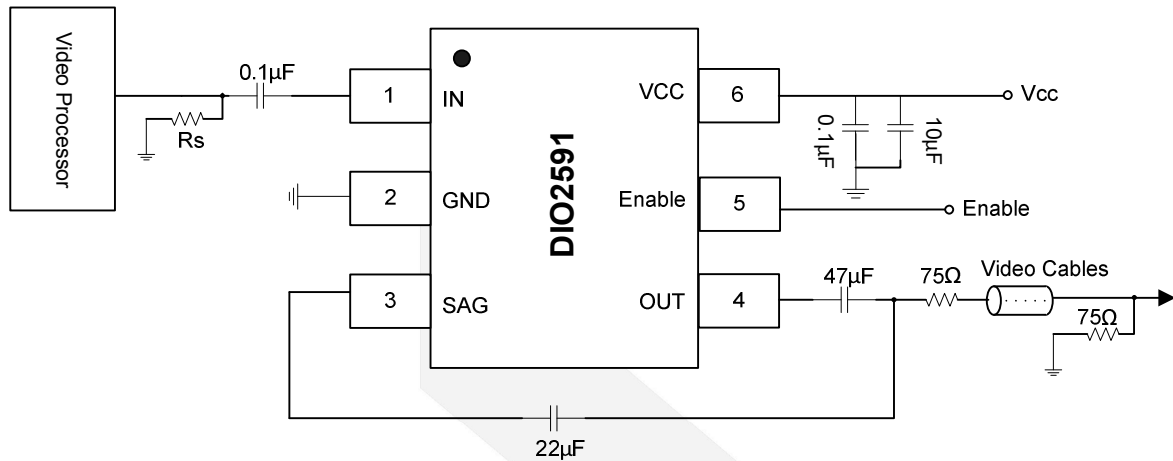 Video Processor
0.1µF
Rs
1
IN
2
GND
3
SAG
DIO2591
VCC
6
Vcc
0.1µF
10µF
Enable
5
Enable
OUT
4
47µF
75Ω
Video Cables
75Ω
22µF